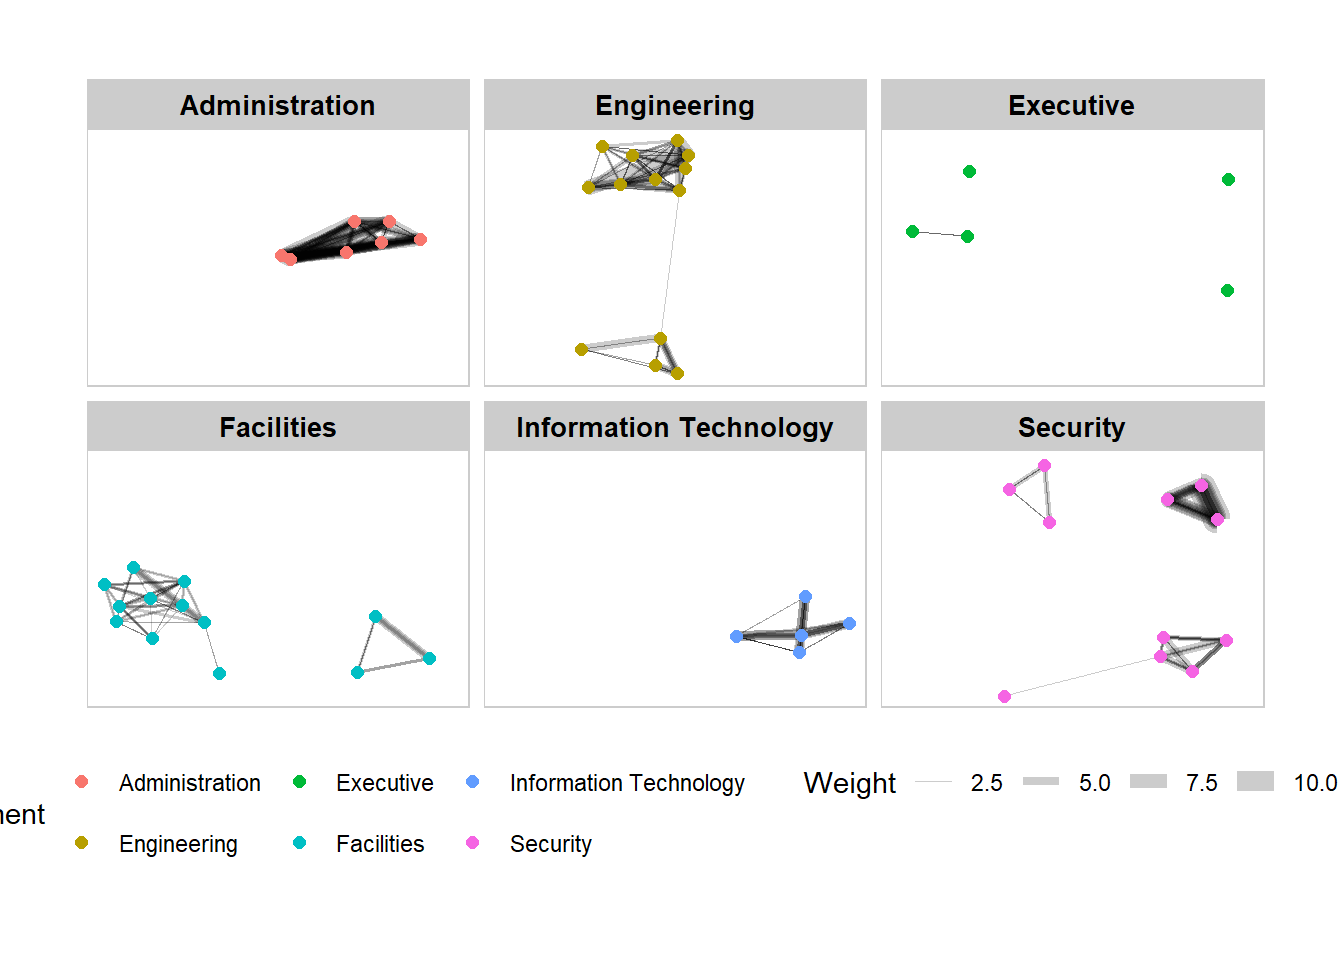 Administration
Engineering
Executive
Facilities
Information Technology
Security
Administration
Executive
Information Technology
Weight
2.5
5.0
7.5
10.0
Engineering
Facilities
Security